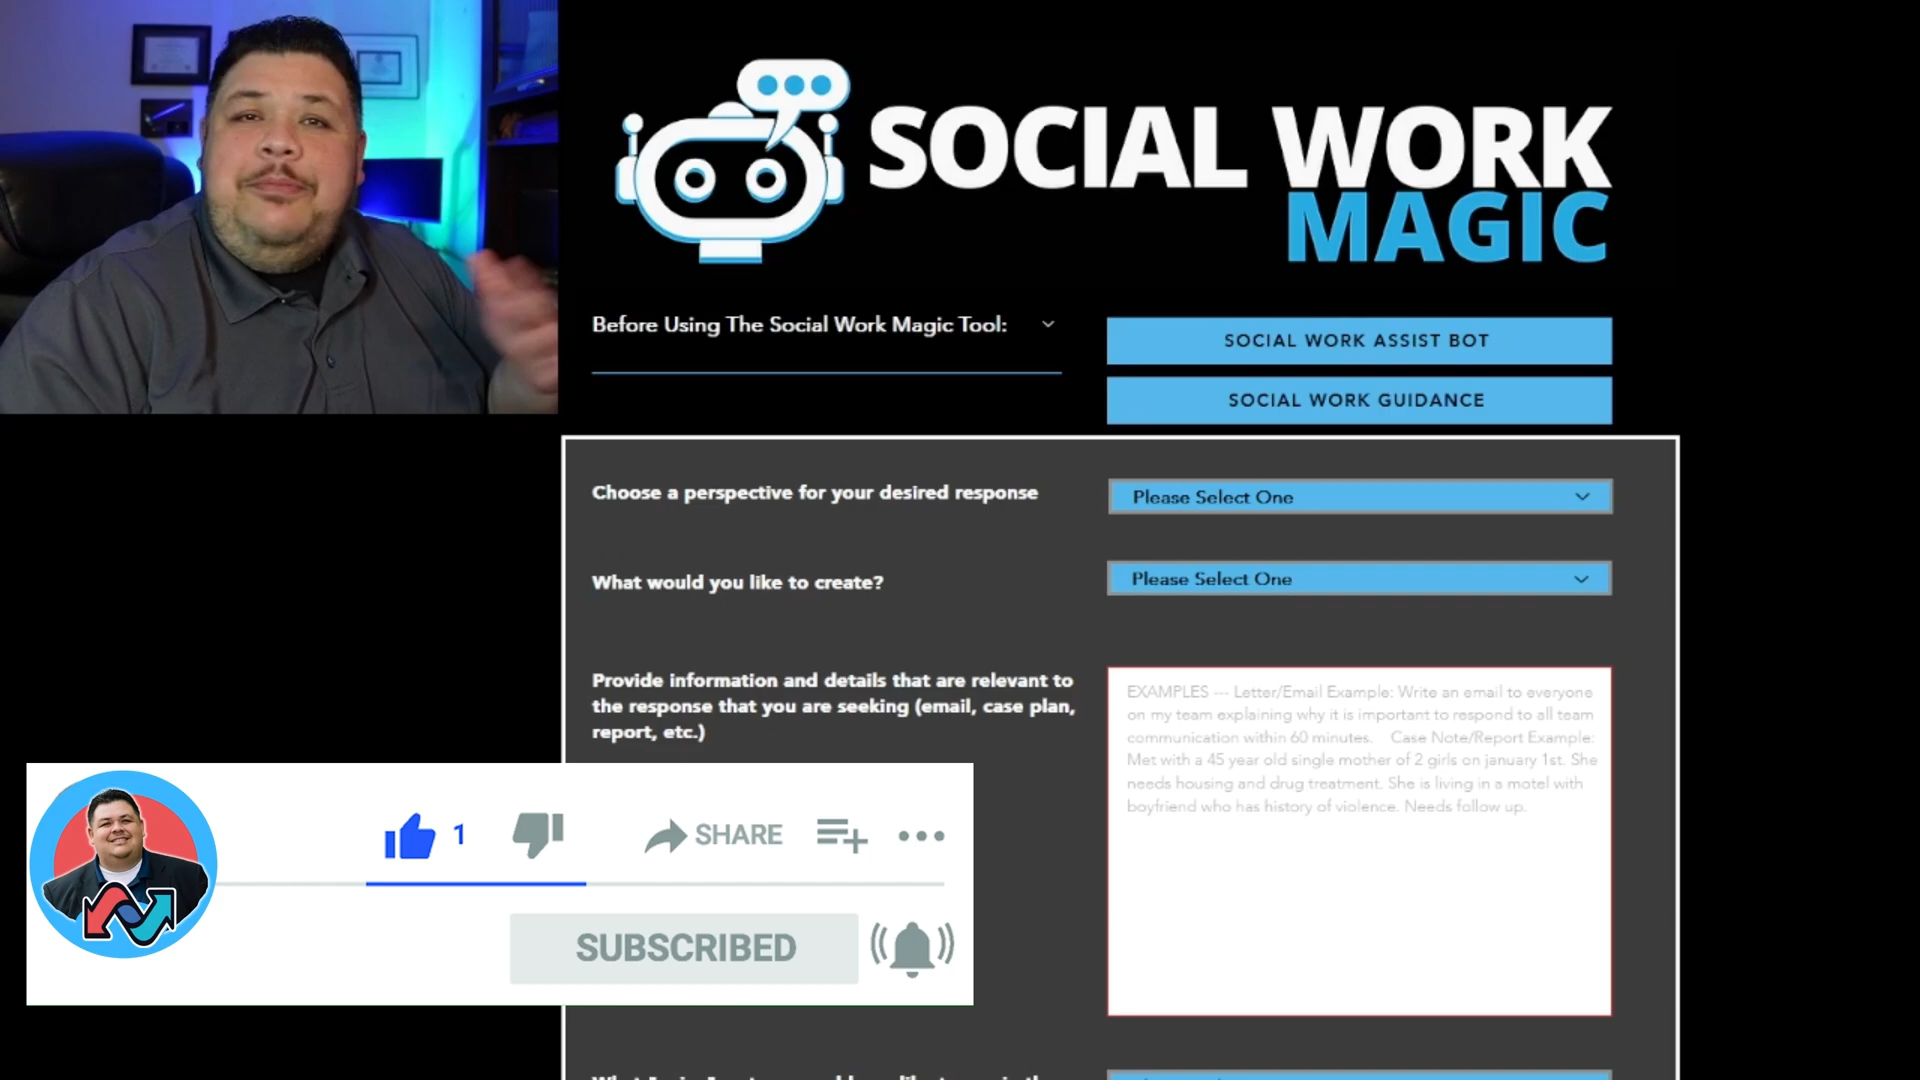 SOCIAL WORK
MAGIC
Before Using The Social Work Magic Tool:
SOCIAL WORK ASSIST BOT
SOCIAL WORK GUIDANCE
Choose a perspective for your desired response
Please Select One
What would you like to create?
Please Select One
Provide information and details that are relevant to
the response that you are seeking (email, case plan,
report, etc.)
EXAMPLES --- Letter/Email Example: Write an email to everyone
on my team explaining why it is important to respond to all team
communication within 60 minutes. Case Note/Report Example:
Met with a 45 year old single mother of 2 girls on january 1st. She
needs housing and drug treatment. She is living in a motel with
boyfriend who has history of violence. Needs follow up.
1
SHARE
SUBSCRIBED